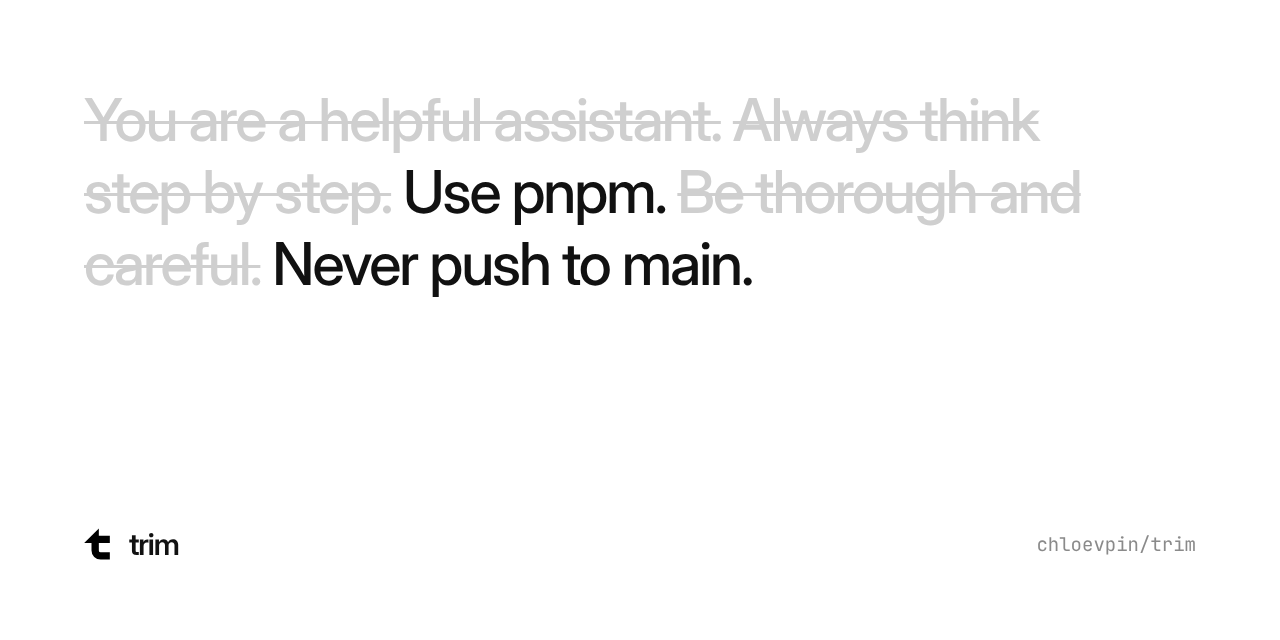 You are a helpful assistant. Always think
step by step. Use pnpm. Be thorough and
careful. Never push to main.
trim
chloevpin/trim